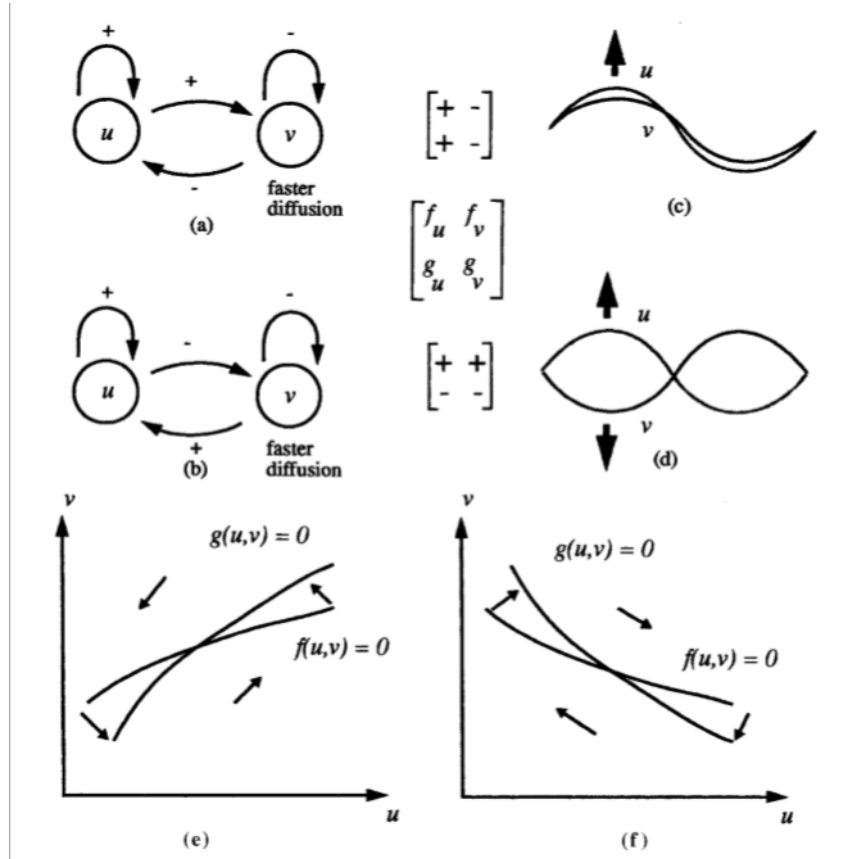 +
-
+
u
v
-
faster
diffusion
(a)
[+ -
+ -]
u
v
(c)
[f_u f_v
g_u g_v]
+
-
-
u
v
+
faster
diffusion
(b)
[+ +
- -]
u
v
(d)
v
g(u,v) = 0
f(u,v) = 0
u
(e)
v
g(u,v) = 0
f(u,v) = 0
u
(f)